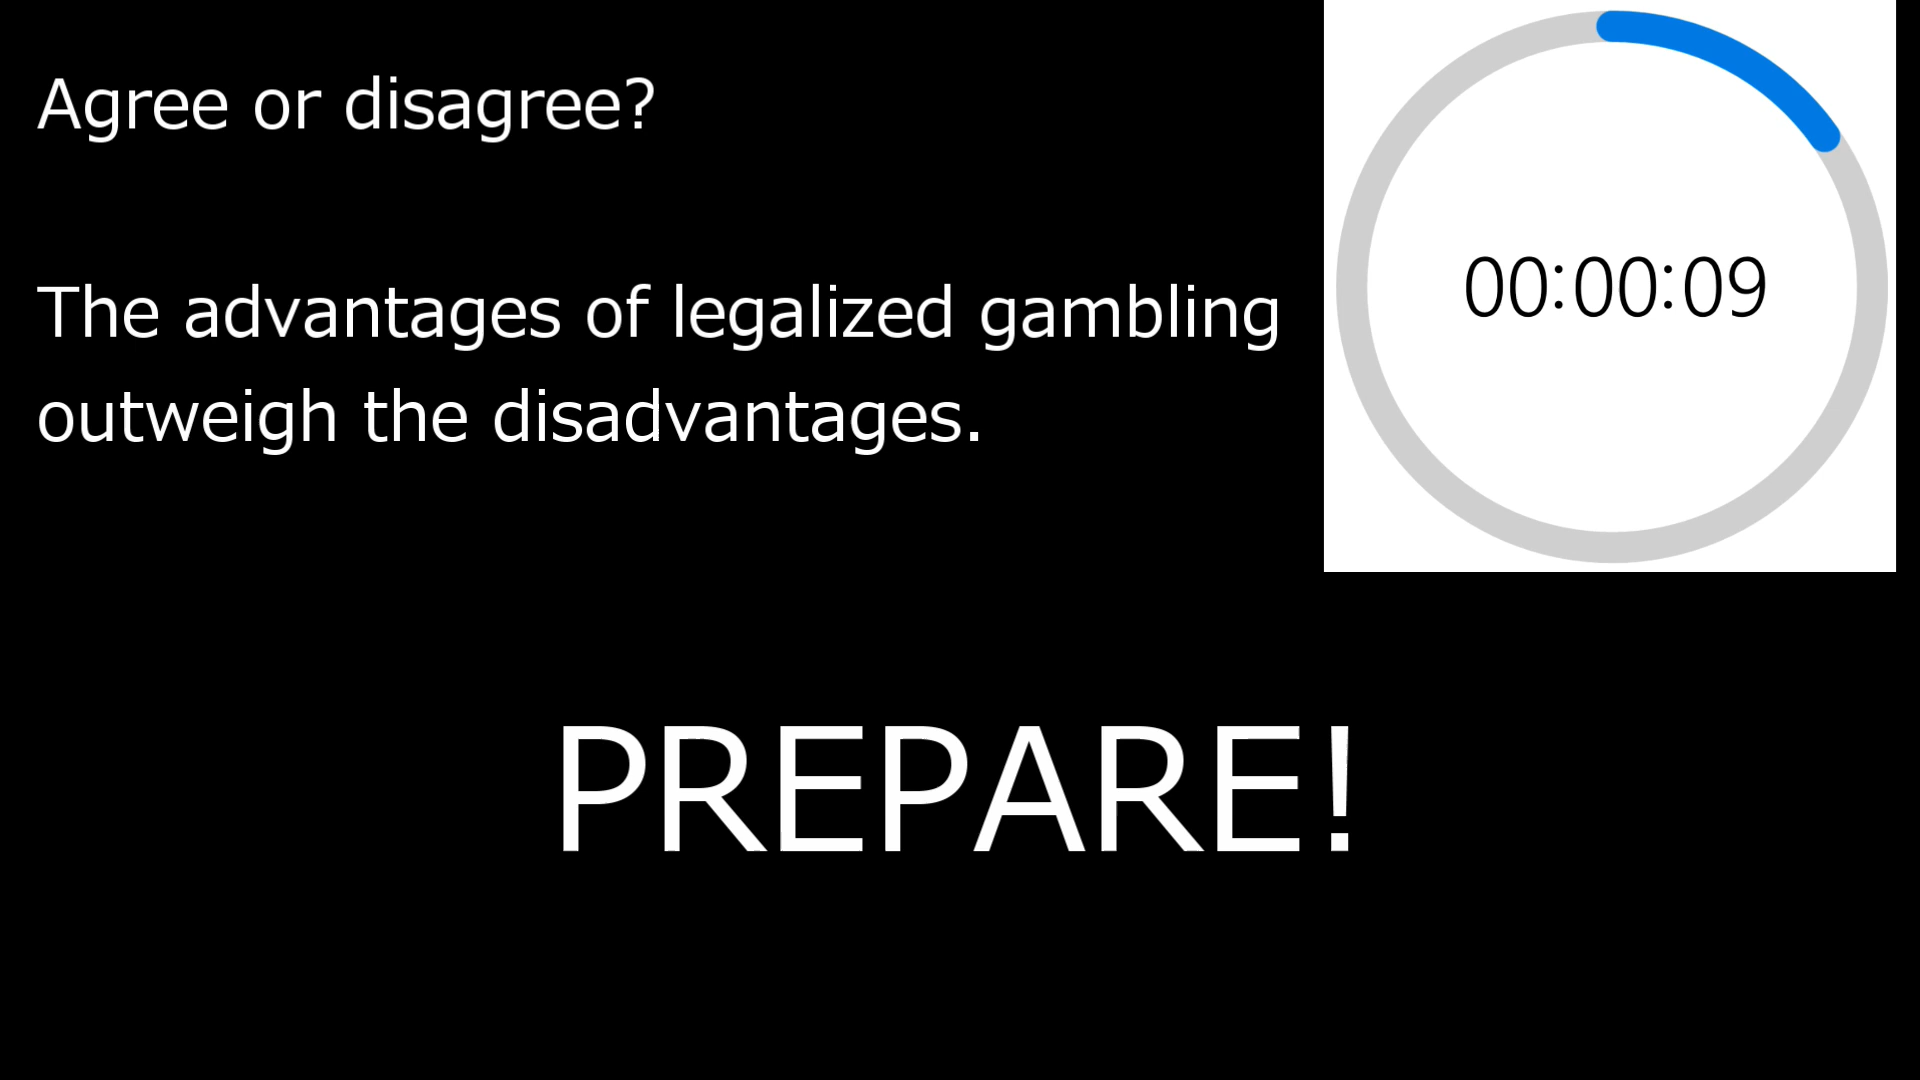 Agree or disagree?
The advantages of legalized gambling
outweigh the disadvantages.
00:00:09
PREPARE!